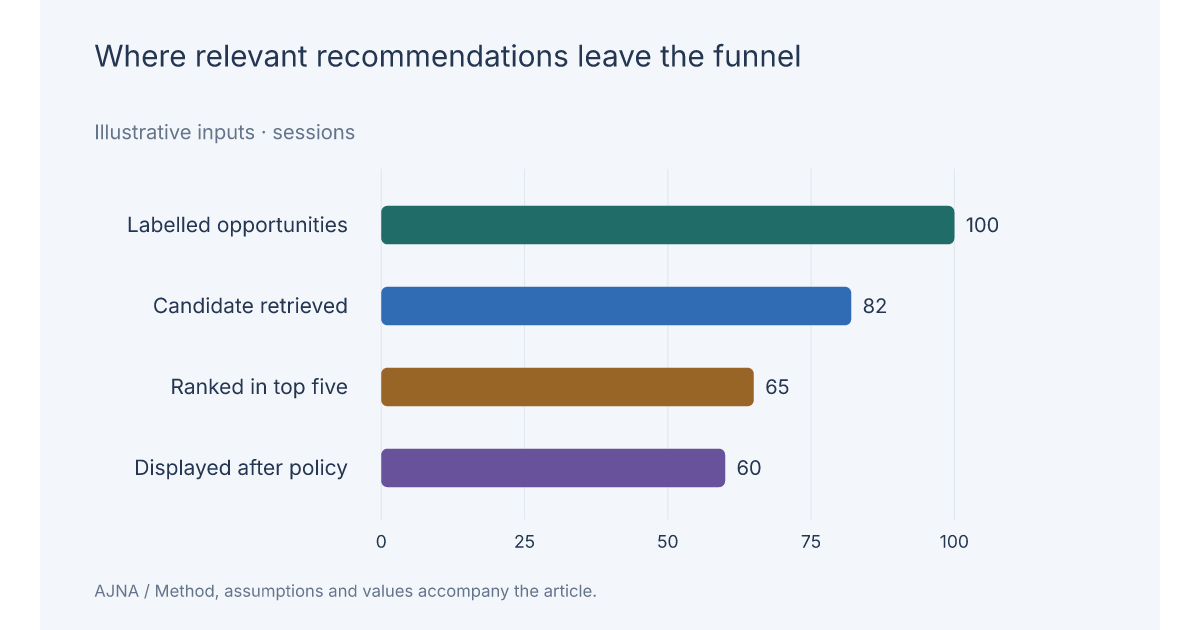 Where relevant recommendations leave the funnel
Illustrative inputs · sessions
Labelled opportunities 100
Candidate retrieved 82
Ranked in top five 65
Displayed after policy 60
0 25 50 75 100
AJNA / Method, assumptions and values accompany the article.